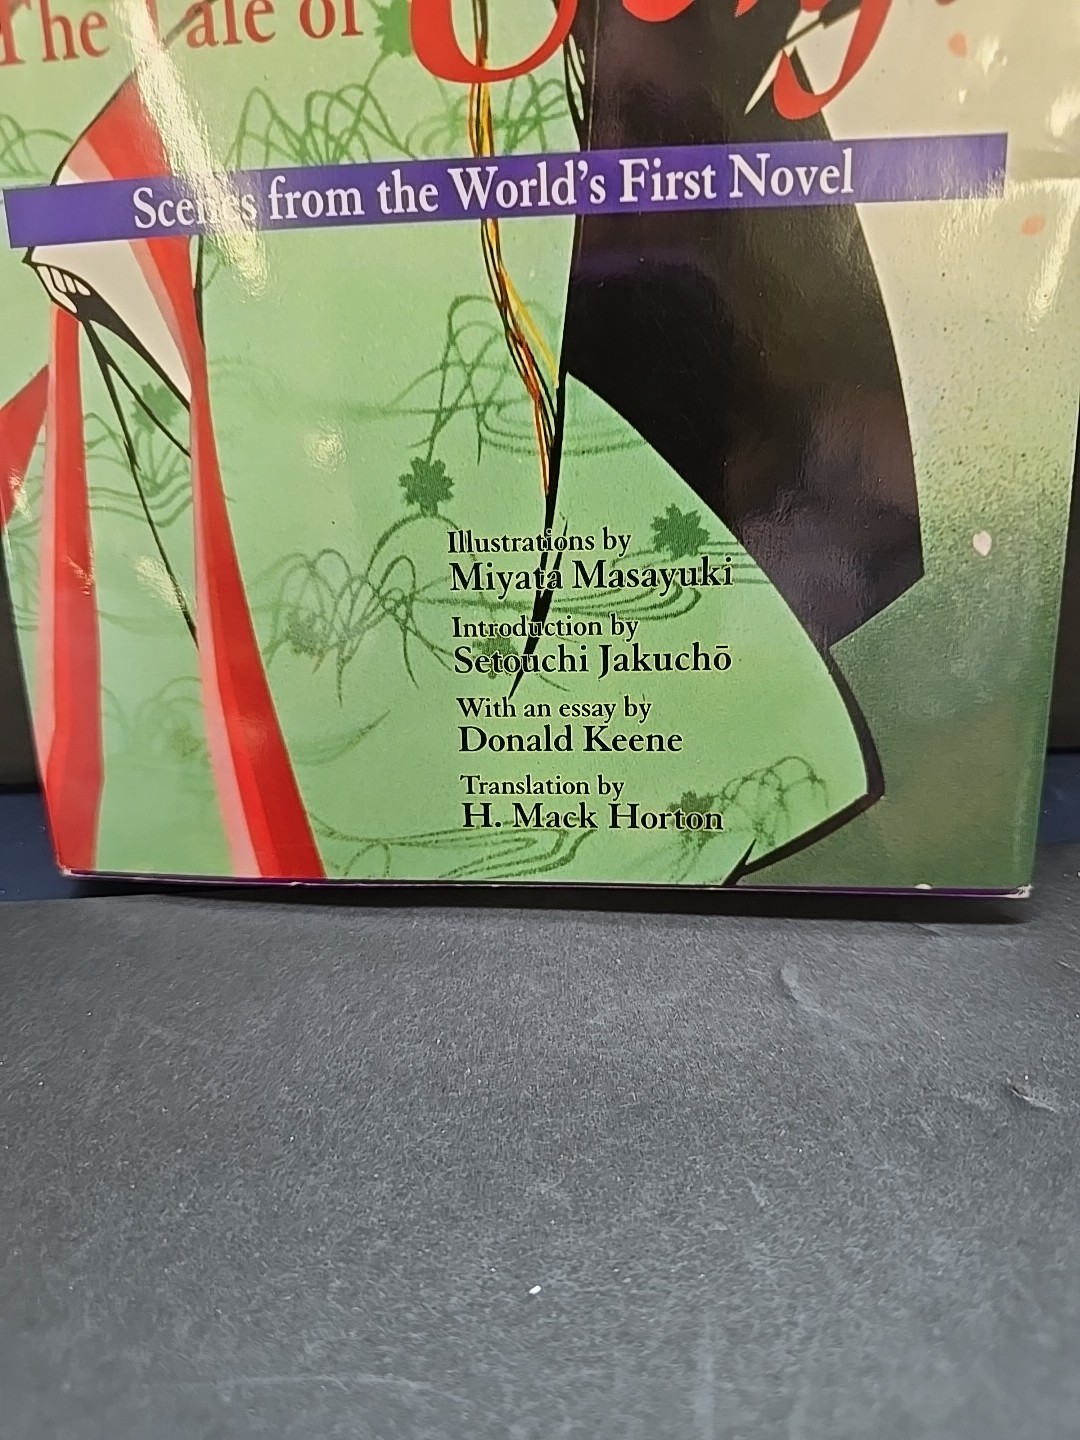 The Tale of
Scenes from the World's First Novel
Illustrations by
Miyata Masayuki
Introduction by
Setouchi Jakuchō
With an essay by
Donald Keene
Translation by
H. Mack Horton